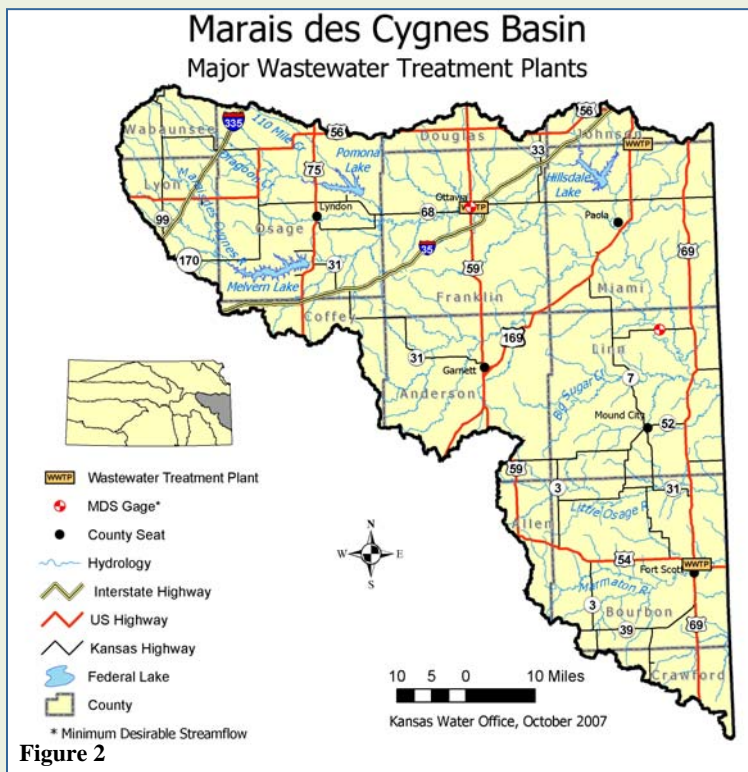 Marais des Cygnes Basin
Major Wastewater Treatment Plants
Wabaunsee
335
110 Mile Cr
56
Douglas
56
Johnson
33
WWTP
Dragoon Cr
75
Pomona
Lake
Hillsdale
Lake
Lyon
Marais des Cygnes R
Ottawa
WWTP
99
Lyndon
68
Paola
Osage
170
31
35
69
Melvern Lake
59
Miami
Franklin
Coffey
169
Linn
31
Garnett
7
Anderson
Big Sugar Cr
Mound City
52
59
3
31
Little Osage R
Allen
54
WWTP
Fort Scott
Marmaton R
3
Bourbon
39
69
Crawford
WWTP Wastewater Treatment Plant
MDS Gage*
County Seat
Hydrology
Interstate Highway
US Highway
Kansas Highway
Federal Lake
County
* Minimum Desirable Streamflow
N
W E
S
10 5 0 10 Miles
Kansas Water Office, October 2007
Figure 2